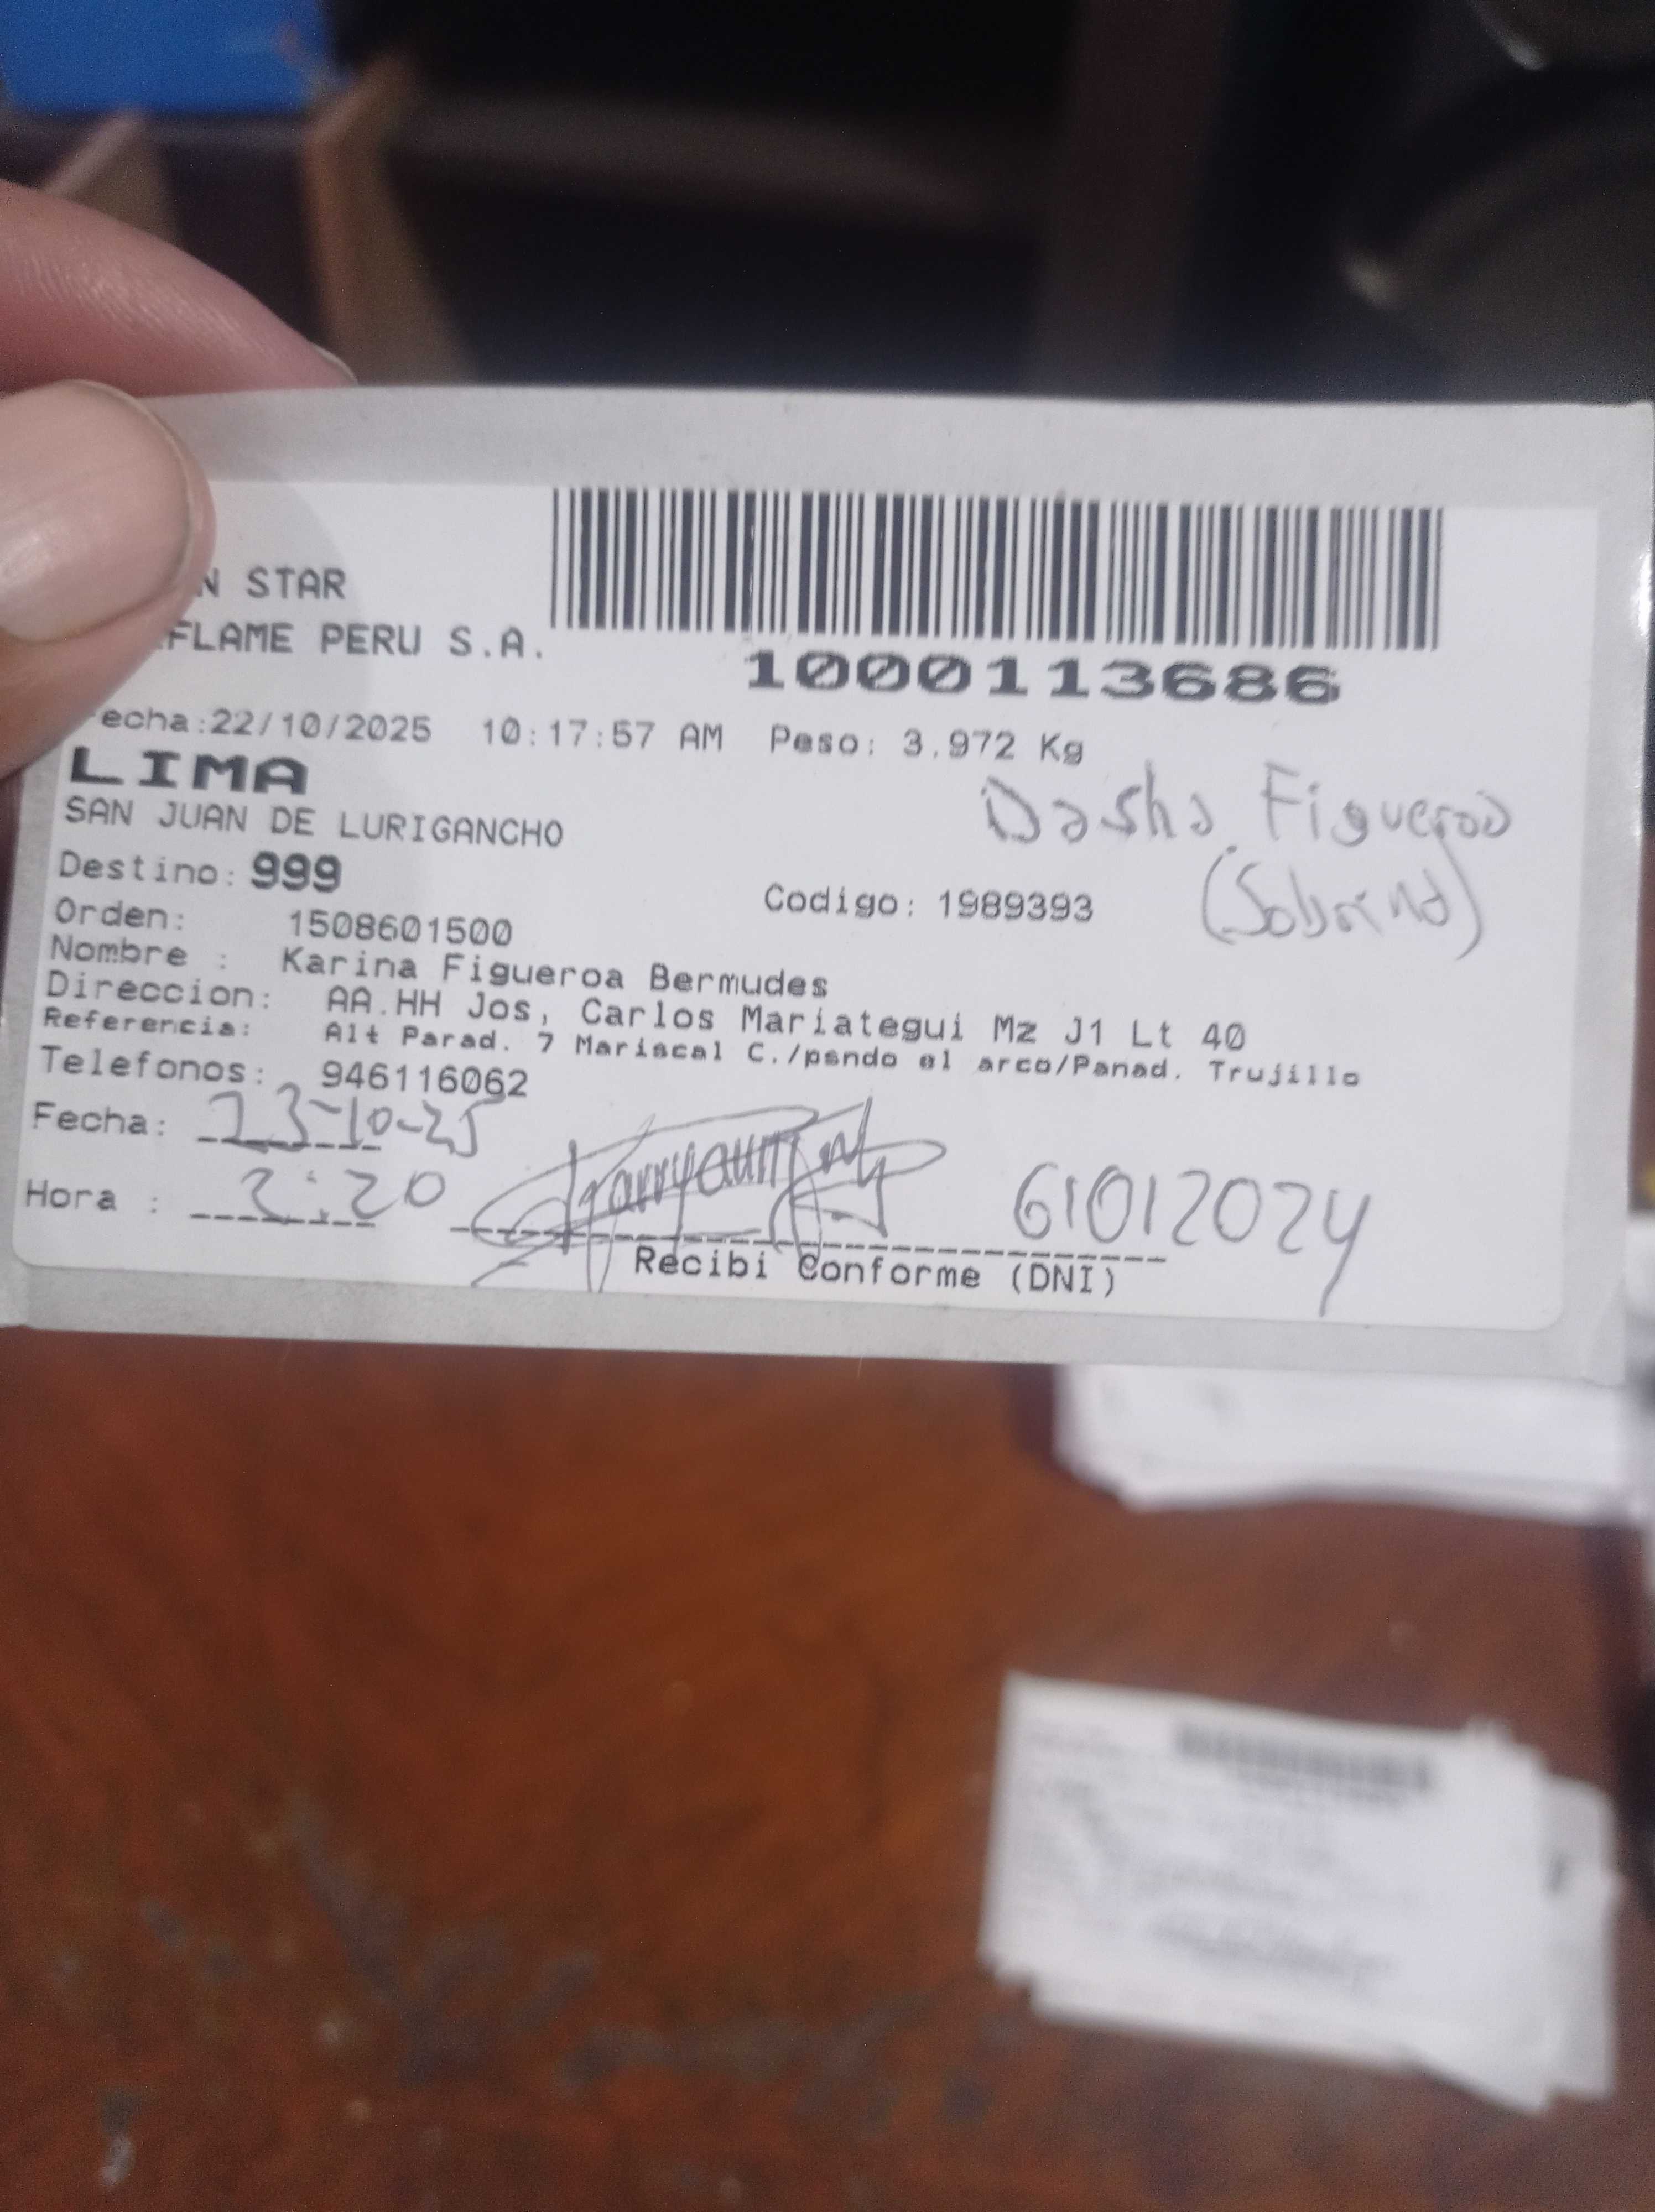 N STAR
FLAME PERU S.A.
1000113686
echa:22/10/2025 10:17:57 AM Peso: 3.972 Kg
LIMA
SAN JUAN DE LURIGANCHO
Dasha Figueroa
(Sobrina)
Destino: 999
Codigo: 1989393
Orden: 1508601500
Nombre : Karina Figueroa Bermudes
Direccion: AA.HH Jos, Carlos Mariategui Mz J1 Lt 40
Referencia: Alt Parad. 7 Mariscal C./psndo el arco/Panad. Trujillo
Telefonos: 946116062
Fecha: 23-10-25
Hora : 2:20
61012024
Recibi Conforme (DNI)